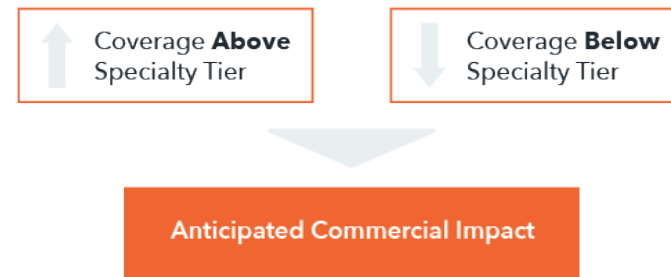 Coverage Above
Specialty Tier
Coverage Below
Specialty Tier
Anticipated Commercial Impact